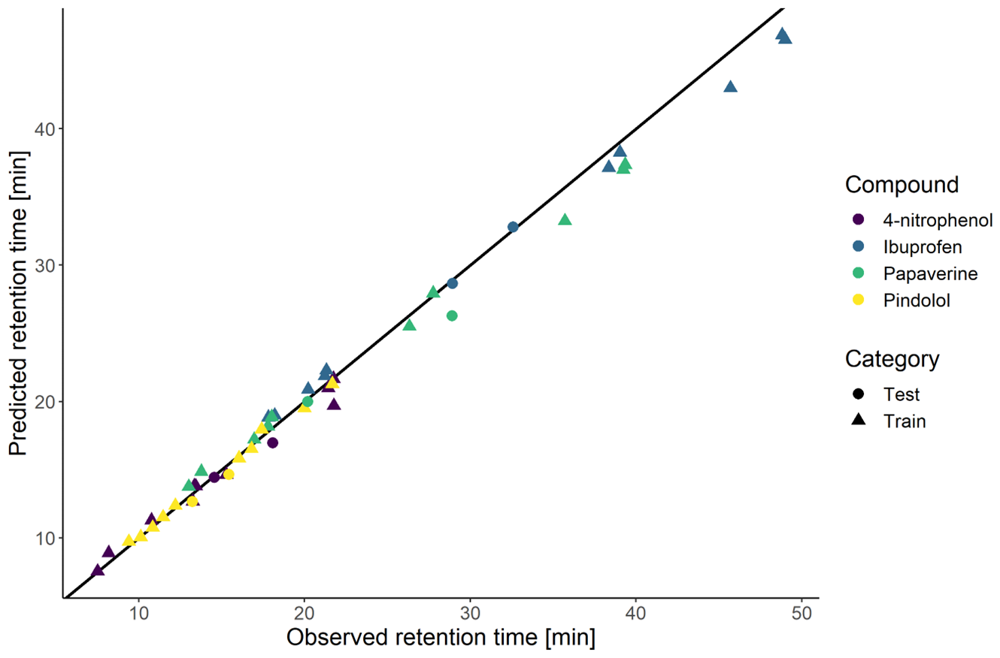 Predicted retention time [min]
40
30
20
10
10 20 30 40 50
Observed retention time [min]
Compound
4-nitrophenol
Ibuprofen
Papaverine
Pindolol
Category
Test
Train